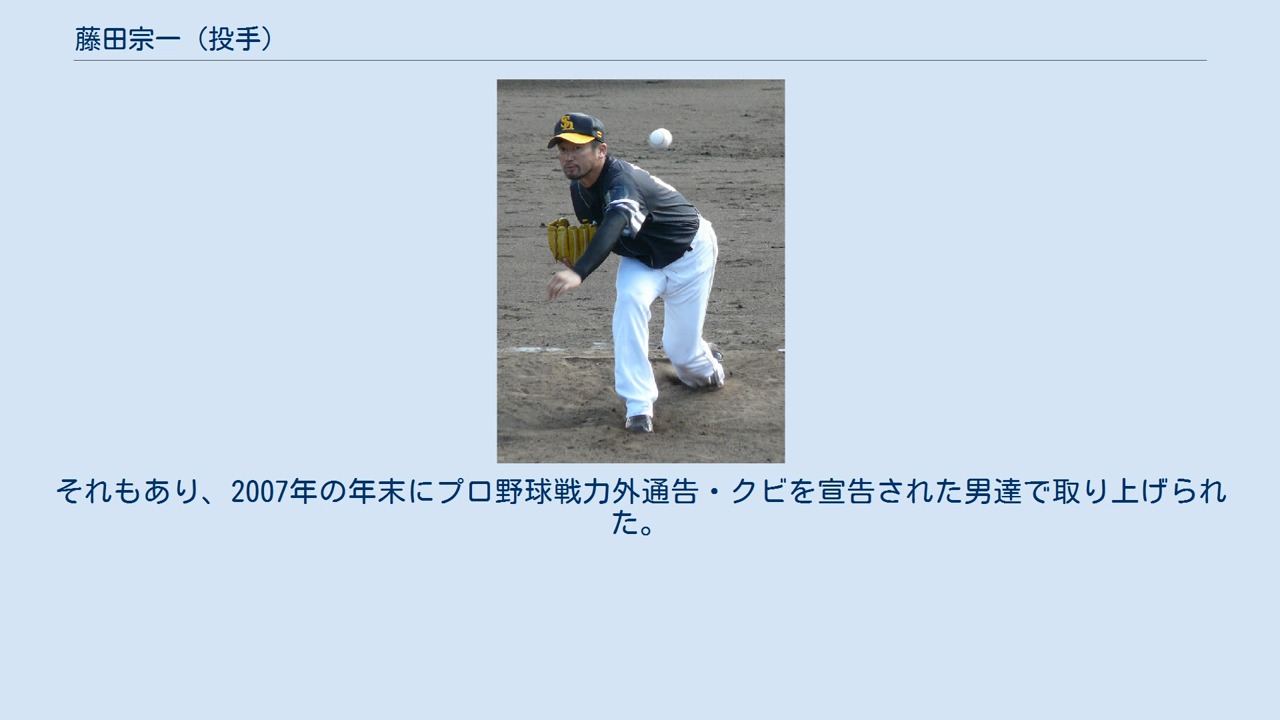 藤田宗一（投手）
それもあり、2007年の年末にプロ野球戦力外通告・クビを宣告された男達で取り上げられ
た。